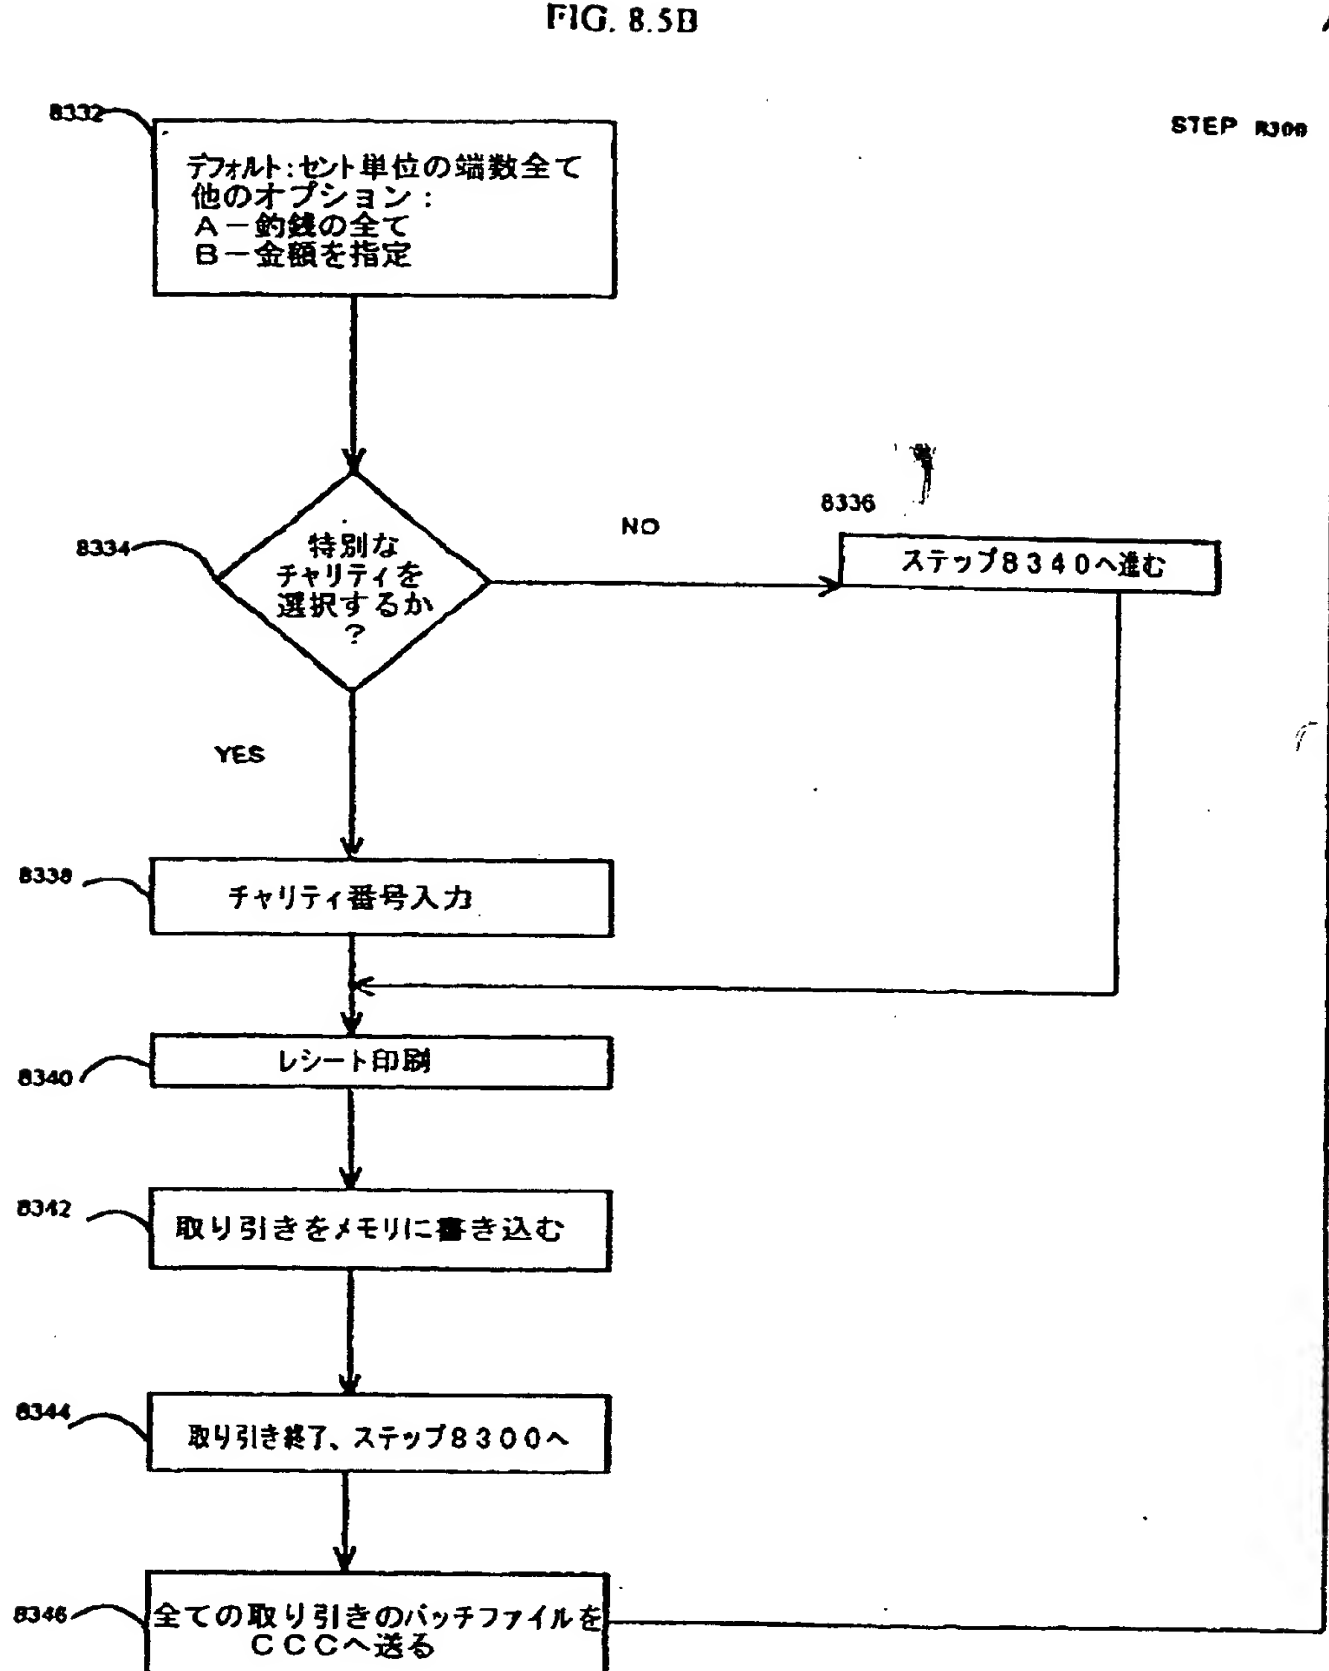 FIG. 8.5B
8332
STEP 8300
デフォルト:セント単位の端数全て
他のオプション:
A-釣銭の全て
B-金額を指定
8334
特別な
チャリティを
選択するか
?
NO
8336
ステップ8340へ進む
YES
8338
チャリティ番号入力
8340
レシート印刷
8342
取り引きをメモリに書き込む
8344
取り引き終了、ステップ8300へ
8346
全ての取り引きのバッチファイルを
CCCへ送る